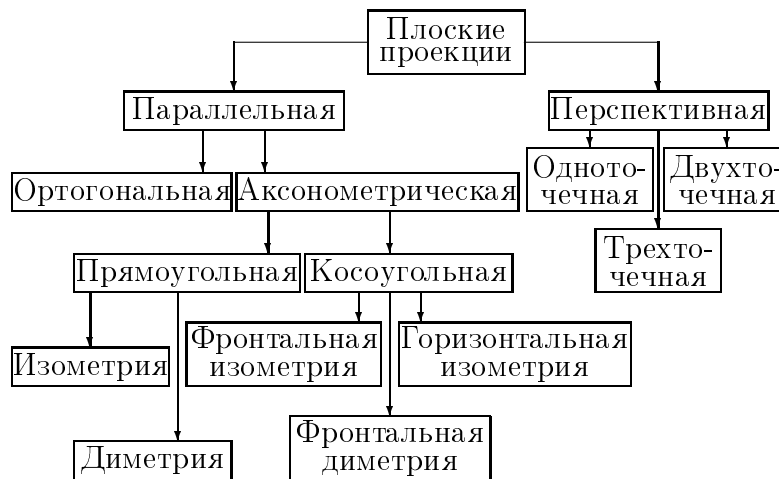 Плоские
проекции
Параллельная
Перспективная
Одното-
чечная
Двухто-
чечная
Ортогональная
Аксонометрическая
Трехто-
чечная
Прямоугольная
Косоугольная
Фронтальная
изометрия
Горизонтальная
изометрия
Изометрия
Фронтальная
диметрия
Диметрия